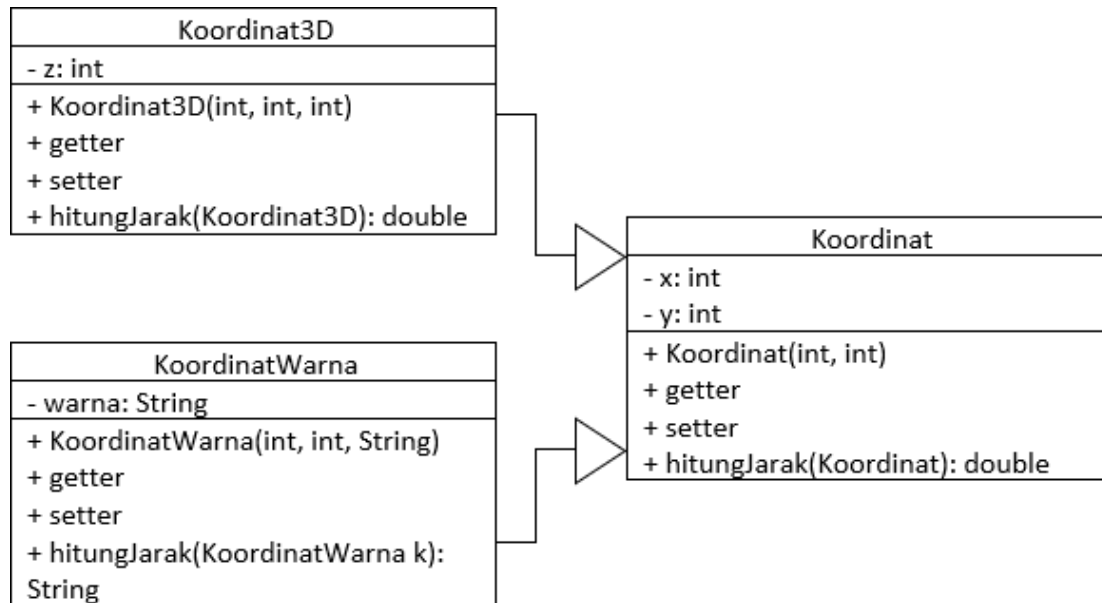 Koordinat3D
- z: int
+ Koordinat3D(int, int, int)
+ getter
+ setter
+ hitungJarak(Koordinat3D): double
KoordinatWarna
- warna: String
+ KoordinatWarna(int, int, String)
+ getter
+ setter
+ hitungJarak(KoordinatWarna k):
String
Koordinat
- x: int
- y: int
+ Koordinat(int, int)
+ getter
+ setter
+ hitungJarak(Koordinat): double